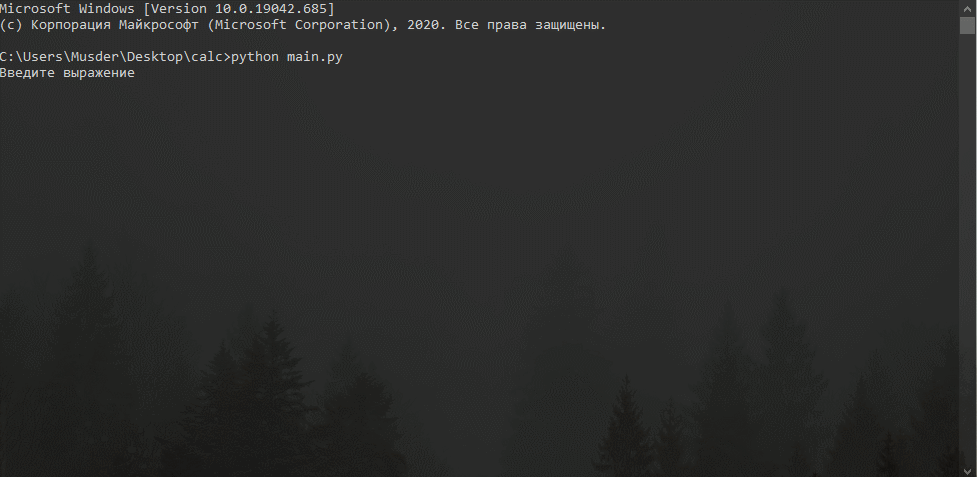 Microsoft Windows [Version 10.0.19042.685]
(c) Корпорация Майкрософт (Microsoft Corporation), 2020. Все права защищены.
C:\Users\Musder\Desktop\calc>python main.py
Введите выражение